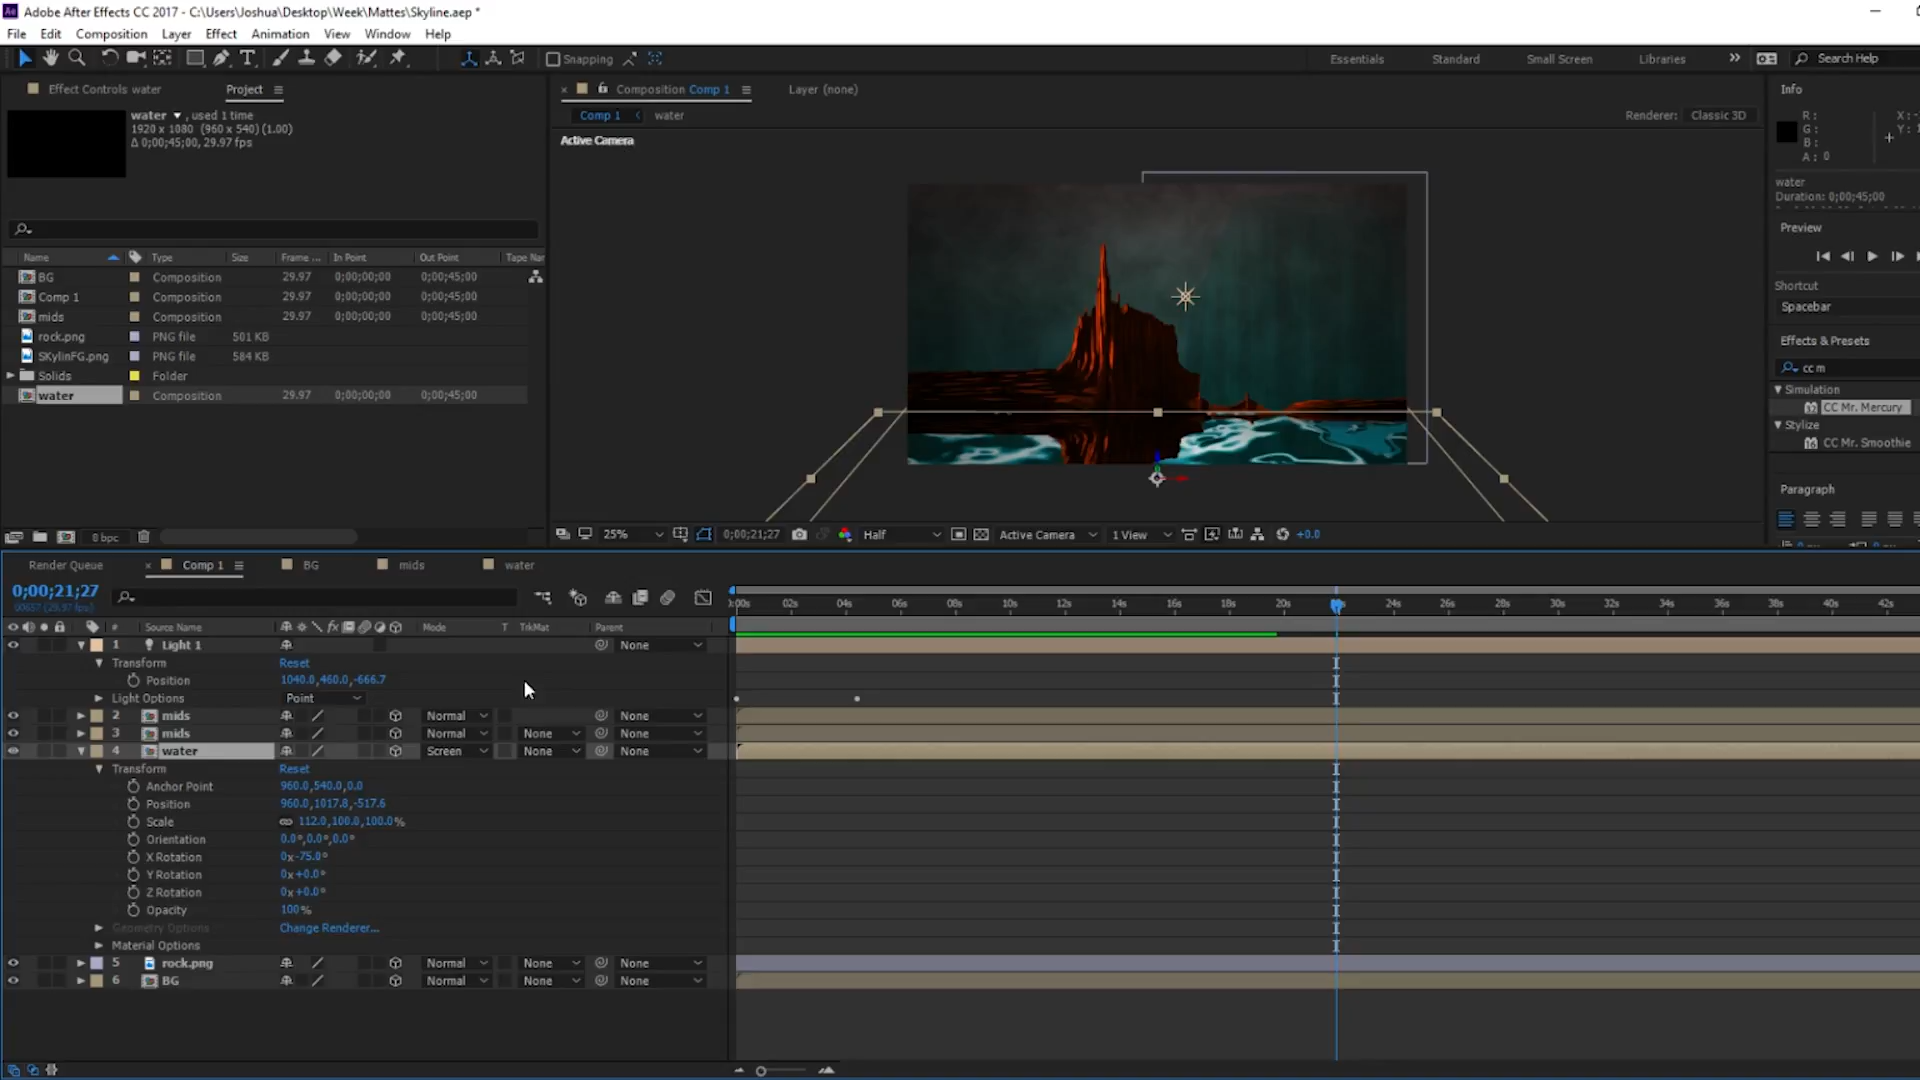 Adobe After Effects CC 2017 - C:\Users\Joshua\Desktop\Week\Mattes\Skyline.aep *
File Edit Composition Layer Effect Animation View Window Help
Snapping Essentials Standard Small Screen Libraries Search Help
Effect Controls water Project
water , used 1 time
1920 x 1080 (960 x 540) (1.00)
Δ 0;00;45;00, 29.97 fps
Composition Comp 1 Layer (none)
Comp 1 water Renderer: Classic 3D
Active Camera
Name Type Size Frame ... In Point Out Point Tape Nar
BG Composition 29.97 0;00;00;00 0;00;45;00
Comp 1 Composition 29.97 0;00;00;00 0;00;45;00
mids Composition 29.97 0;00;00;00 0;00;45;00
rock.png PNG file 501 KB
SKylinFG.png PNG file 584 KB
Solids Folder
water Composition 29.97 0;00;00;00 0;00;45;00
8 bpc
25% 0;00;21;27 Half Active Camera 1 View +0.0
Info
R: X:
G: Y: 1
B:
A: 0
water
Duration: 0;00;45;00
Preview
Shortcut
Spacebar
Effects & Presets
cc m
Simulation
CC Mr. Mercury
Stylize
CC Mr. Smoothie
Paragraph
Render Queue Comp 1 BG mids water
0;00;21;27
00657 (29.97 fps)
:00s 02s 04s 06s 08s 10s 12s 14s 16s 18s 20s 24s 26s 28s 30s 32s 34s 36s 38s 40s 42s
# Source Name fx Mode T TrkMat Parent
1 Light 1 None
Transform Reset
Position 1040.0,460.0,-666.7
Light Options Point
2 mids Normal None
3 mids Normal None None
4 water Screen None None
Transform Reset
Anchor Point 960.0,540.0,0.0
Position 960.0,1017.8,-517.6
Scale 112.0,100.0,100.0%
Orientation 0.0°,0.0°,0.0°
X Rotation 0x-75.0°
Y Rotation 0x+0.0°
Z Rotation 0x+0.0°
Opacity 100%
Geometry Options Change Renderer...
Material Options
5 rock.png Normal None None
6 BG Normal None None